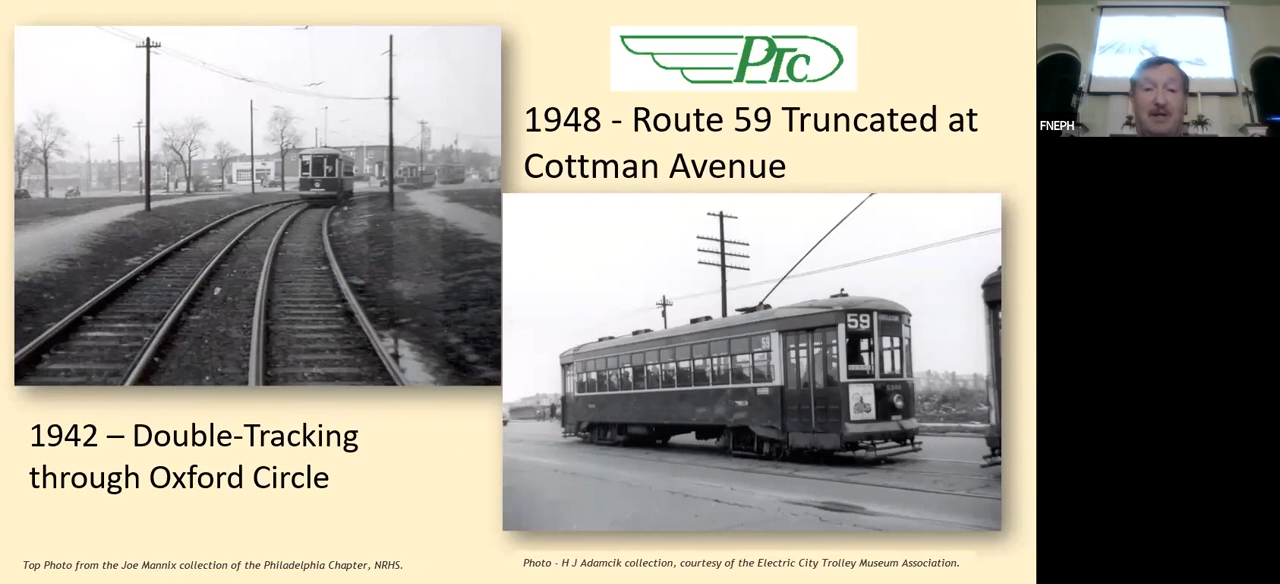 PTC
1948 - Route 59 Truncated at
Cottman Avenue
FNEPH
59
59
1942 – Double-Tracking
through Oxford Circle
Top Photo from the Joe Mannix collection of the Philadelphia Chapter, NRHS.
Photo - H J Adamcik collection, courtesy of the Electric City Trolley Museum Association.